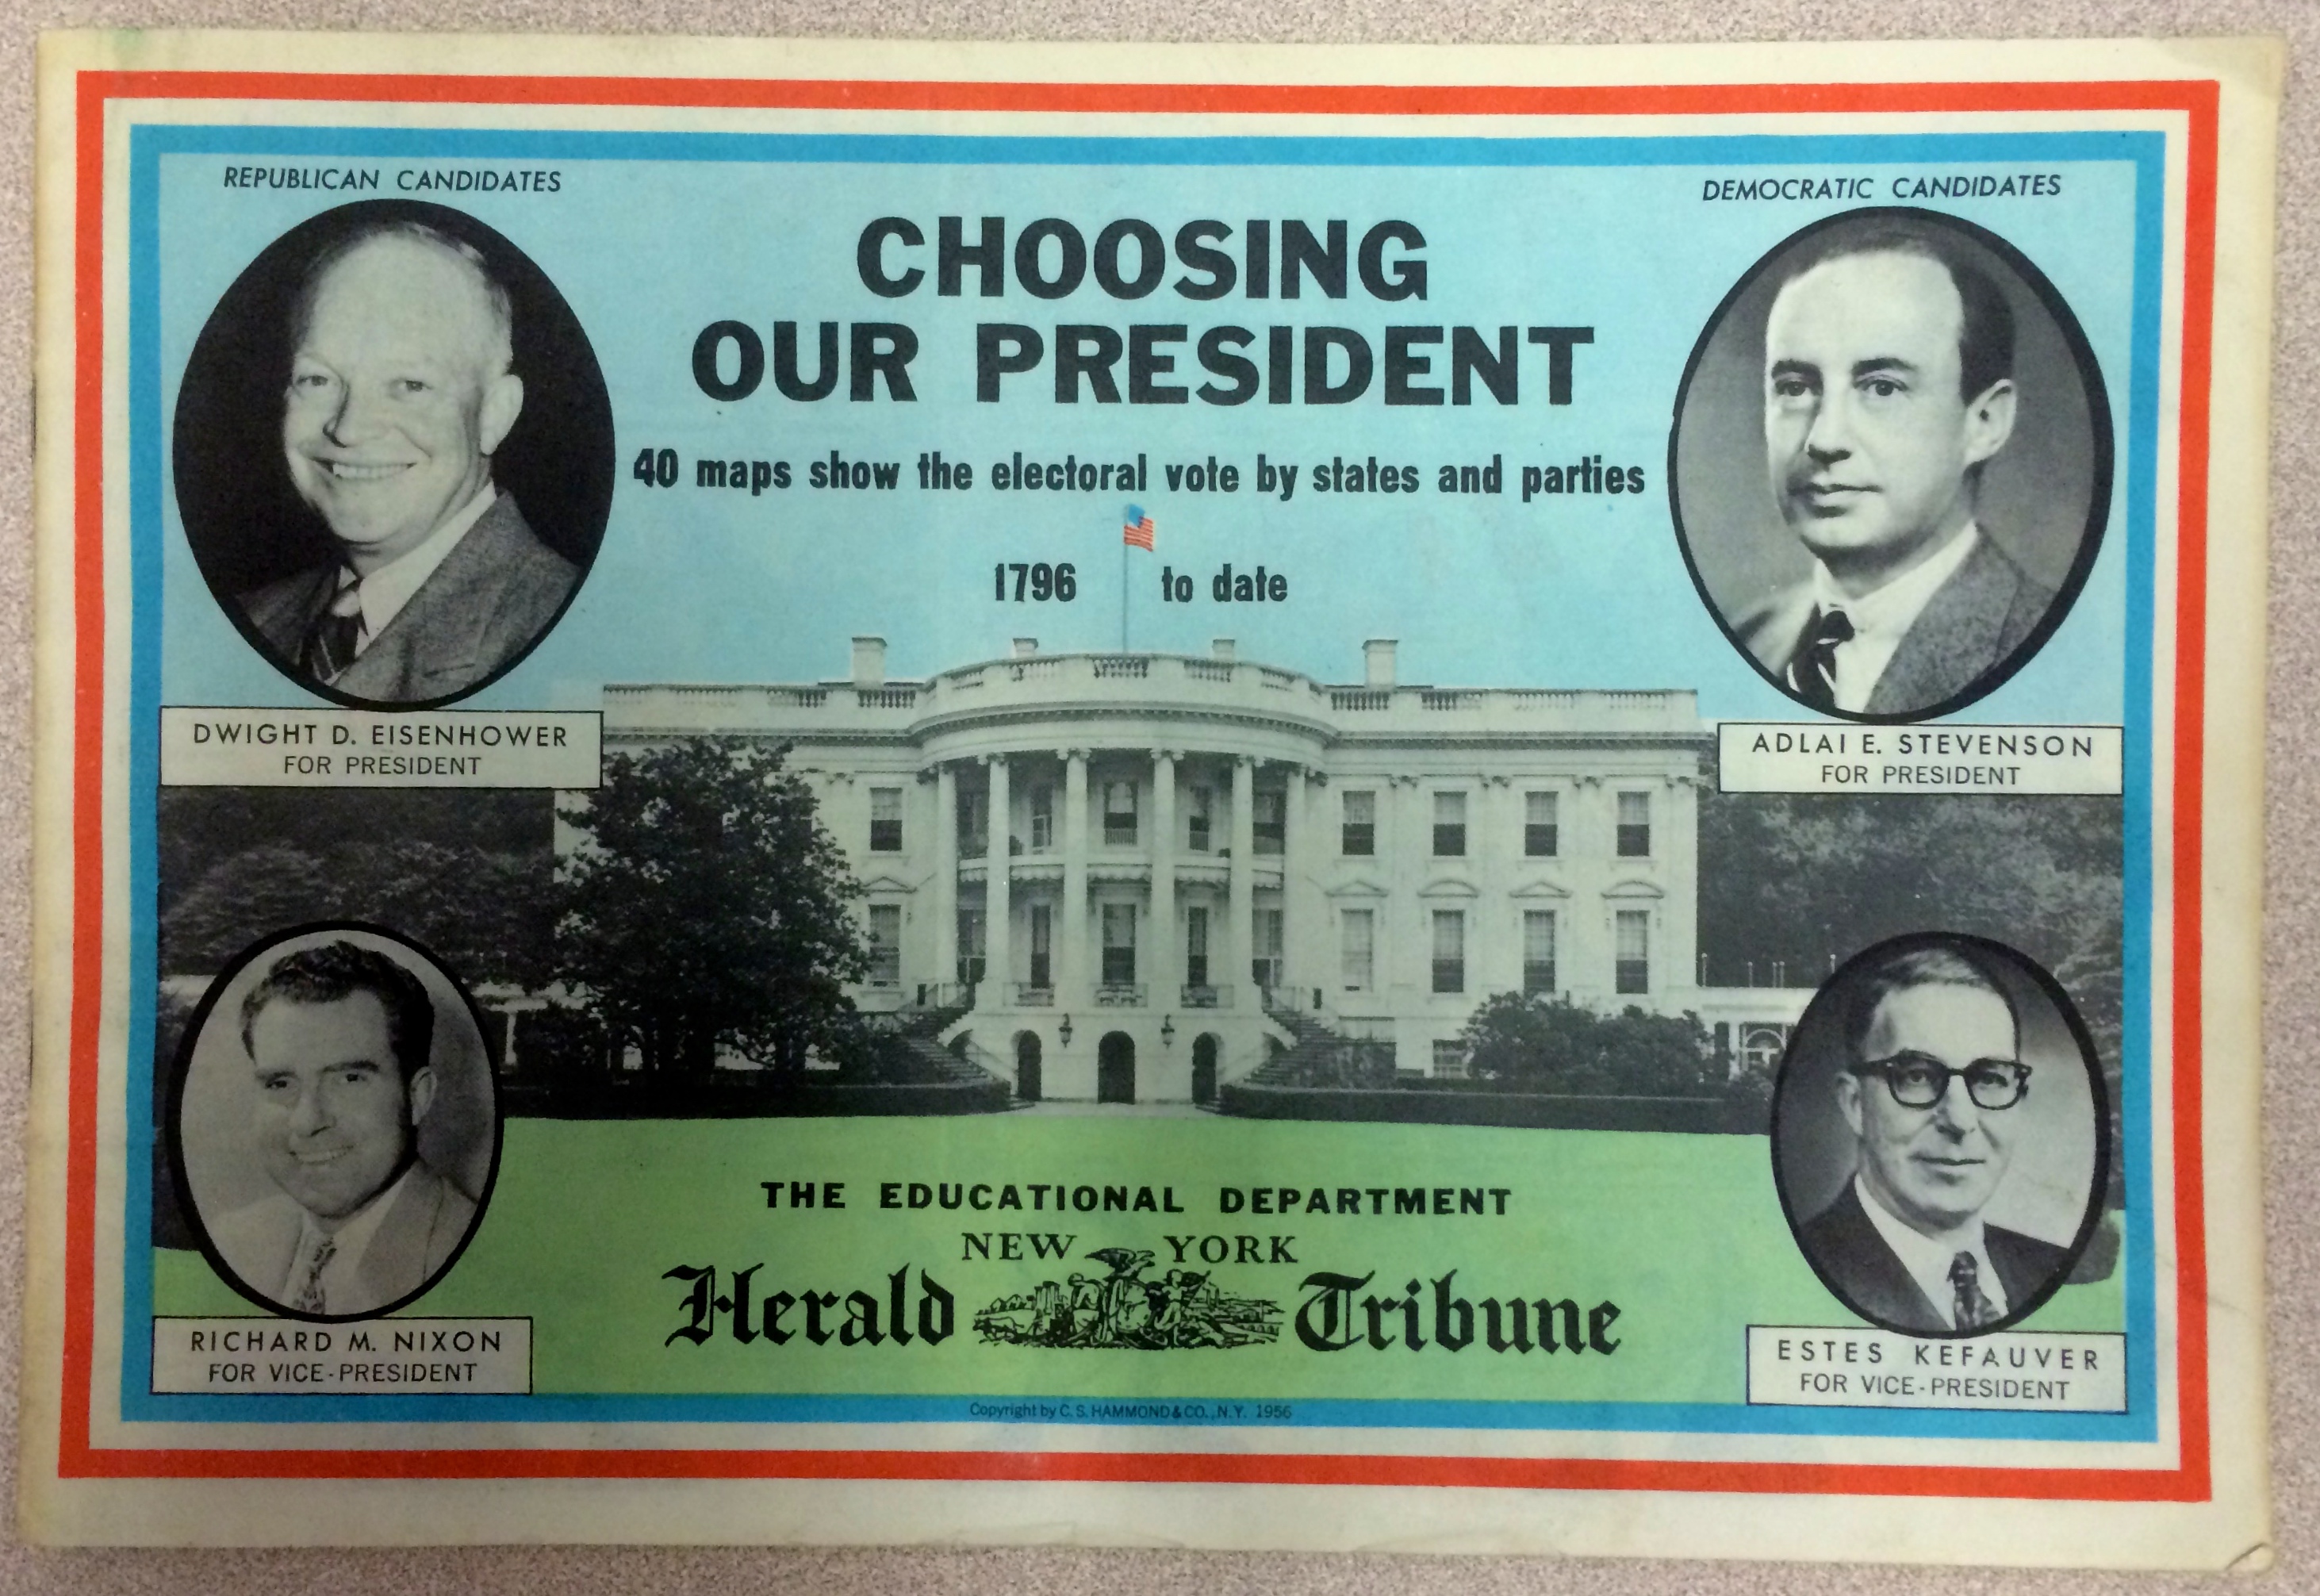 REPUBLICAN CANDIDATES
DEMOCRATIC CANDIDATES
CHOOSING
OUR PRESIDENT
40 maps show the electoral vote by states and parties
1796 to date
DWIGHT D. EISENHOWER
FOR PRESIDENT
ADLAI E. STEVENSON
FOR PRESIDENT
THE EDUCATIONAL DEPARTMENT
NEW YORK
Herald Tribune
RICHARD M. NIXON
FOR VICE-PRESIDENT
ESTES KEFAUVER
FOR VICE-PRESIDENT
Copyright by C. S. HAMMOND & CO., N. Y. 1956